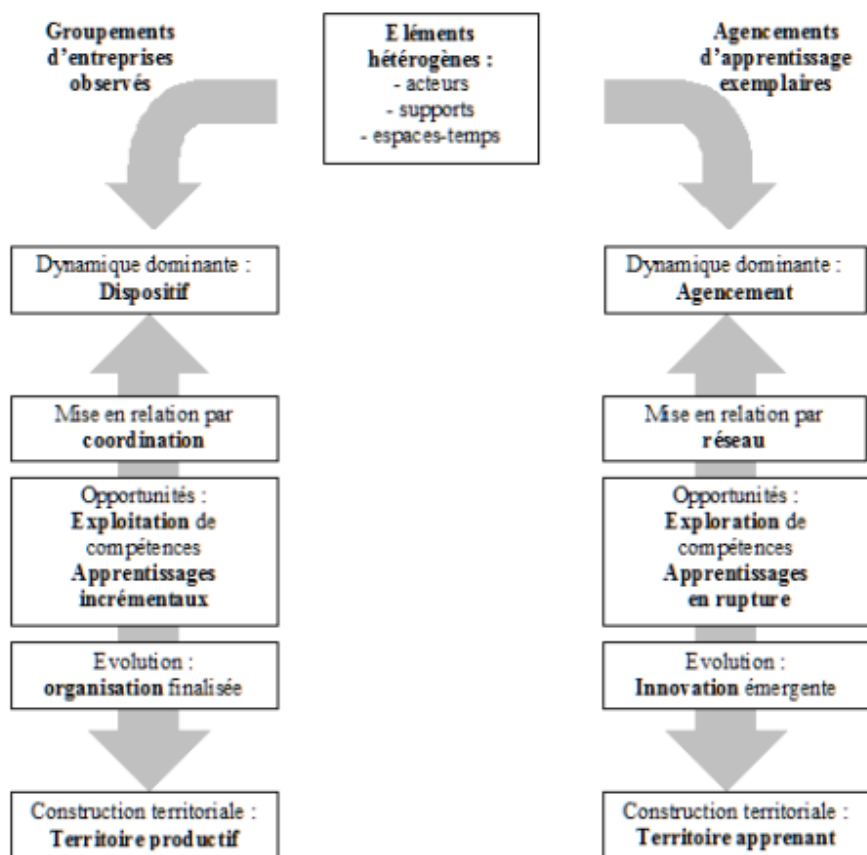 Groupements
d'entreprises
observés
Eléments
hétérogènes :
- acteurs
- supports
- espaces-temps
Agencements
d'apprentissage
exemplaires
Dynamique dominante :
Dispositif
Mise en relation par
coordination
Opportunités :
Exploitation de
compétences
Apprentissages
incrémentaux
Evolution :
organisation finalisée
Construction territoriale :
Territoire productif
Dynamique dominante :
Agencement
Mise en relation par
réseau
Opportunités :
Exploration de
compétences
Apprentissages
en rupture
Evolution :
Innovation émergente
Construction territoriale :
Territoire apprenant